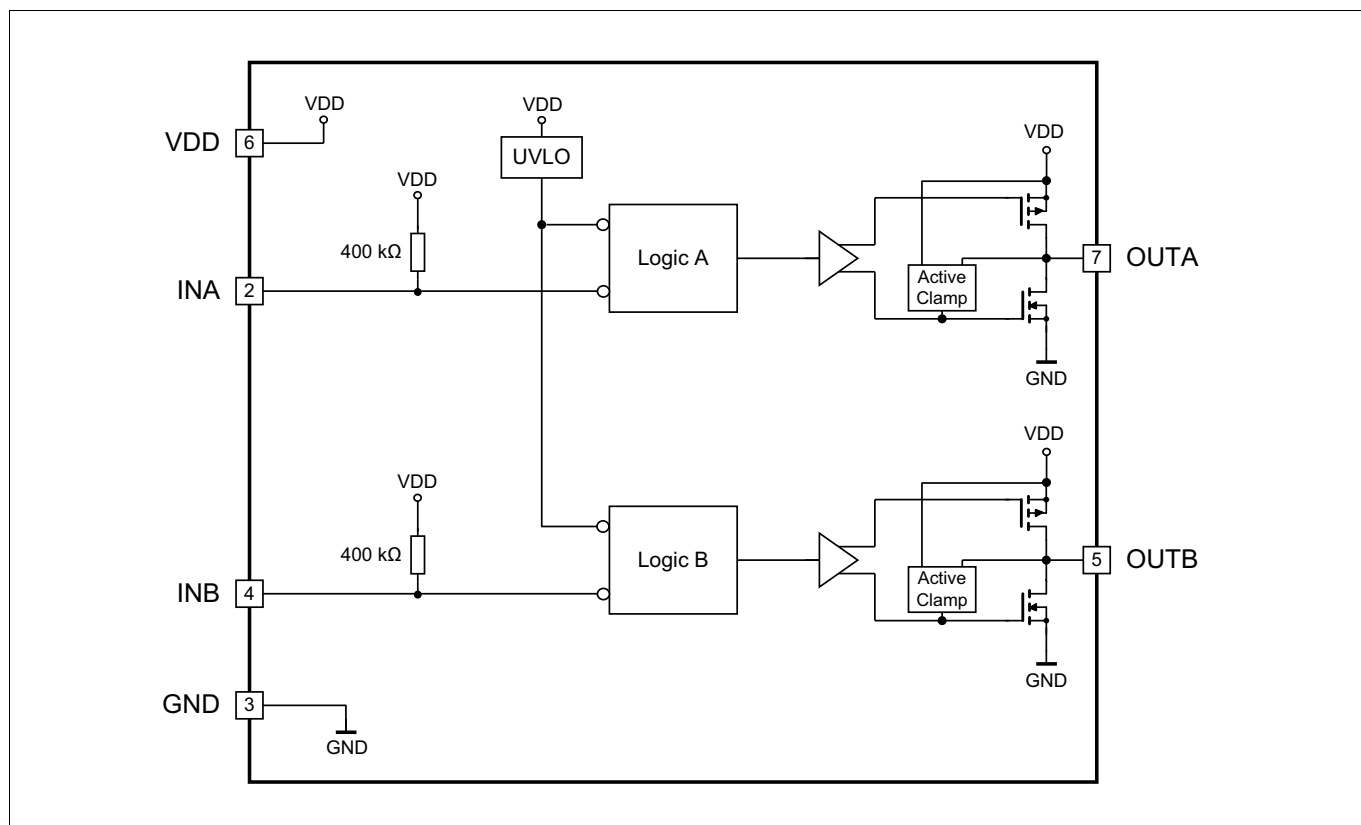 VDD
VDD
VDD
VDD
6
UVLO
VDD
400 kΩ
Logic A
INA
2
Active
Clamp
7
OUTA
GND
VDD
VDD
400 kΩ
Logic B
INB
4
Active
Clamp
5
OUTB
GND
GND
3
GND